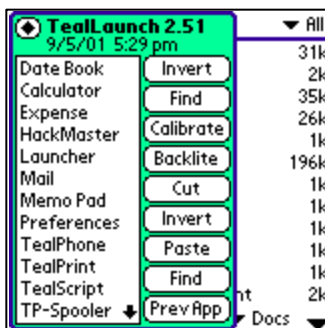 TealLaunch 2.51
9/5/01 5:29 pm
Date Book
Calculator
Expense
HackMaster
Launcher
Mail
Memo Pad
Preferences
TealPhone
TealPrint
TealScript
TP-Spooler
Invert
Find
Calibrate
Backlite
Cut
Invert
Paste
Find
Prev App
All
31k
2k
35k
26k
1k
196k
1k
1k
1k
1k
1k
nt 2k
Docs